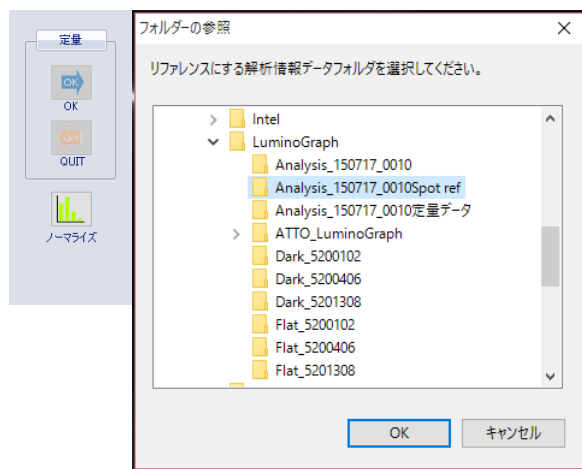 定量
OK
OK
QUIT
QUIT
ノーマライズ
フォルダーの参照
リファレンスにする解析情報データフォルダを選択してください。
Intel
LuminoGraph
Analysis_150717_0010
Analysis_150717_0010Spot ref
Analysis_150717_0010定量データ
ATTO_LuminoGraph
Dark_5200102
Dark_5200406
Dark_5201308
Flat_5200102
Flat_5200406
Flat_5201308
OK
キャンセル